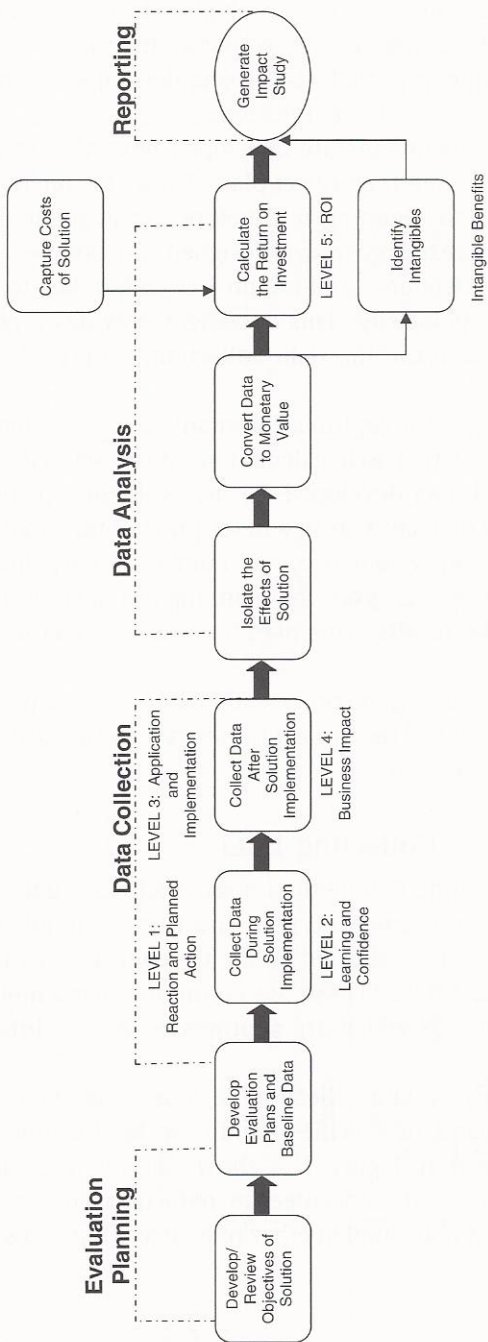 Evaluation
Planning
Data Collection
Data Analysis
Reporting
Develop/
Review
Objectives of
Solution
Develop
Evaluation
Plans and
Baseline Data
LEVEL 1:
Reaction and Planned
Action
Collect Data
During
Solution
Implementation
LEVEL 2:
Learning and
Confidence
LEVEL 3: Application
and
Implementation
Collect Data
After
Solution
Implementation
LEVEL 4:
Business Impact
Isolate the
Effects of
Solution
Convert Data
to Monetary
Value
Capture Costs
of Solution
Calculate
the Return on
Investment
LEVEL 5: ROI
Identify
Intangibles
Intangible Benefits
Generate
Impact
Study